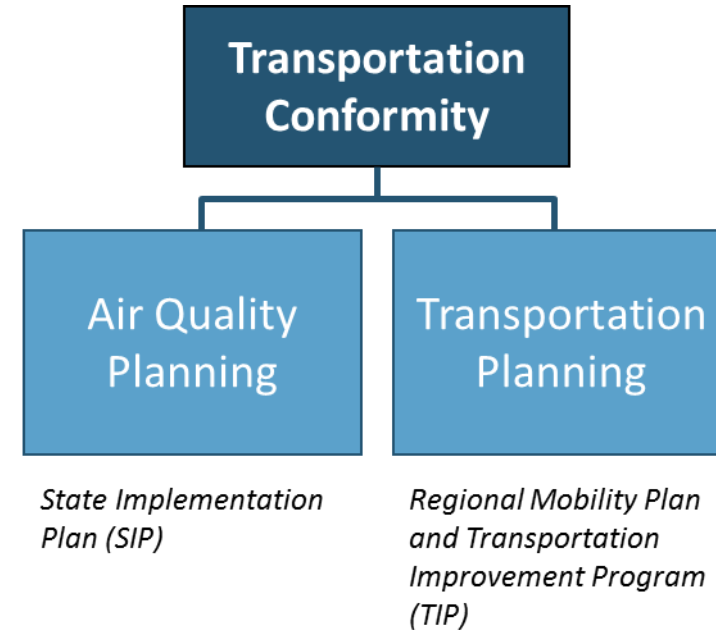 Transportation
Conformity
Air Quality
Planning
Transportation
Planning
State Implementation
Plan (SIP)
Regional Mobility Plan
and Transportation
Improvement Program
(TIP)